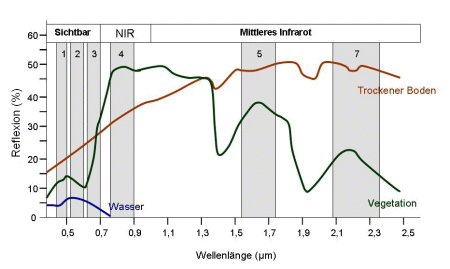 60 Sichtbar NIR Mittleres Infrarot
50 1 2 3 4 5 7
40 Trockener Boden
30
20
10 Wasser Vegetation
0
Reflexion (%)
0,5 0,7 0,9 1,1 1,3 1,5 1,7 2,1 2,3 2,5
Wellenlänge (µm)